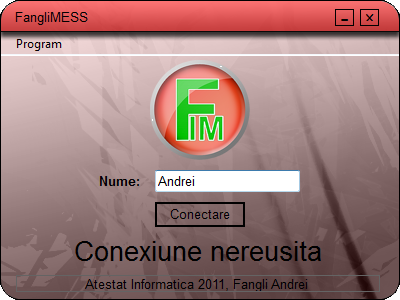 FangliMESS
Program
FIM
Nume: Andrei
Conectare
Conexiune nereusita
Atestat Informatica 2011, Fangli Andrei